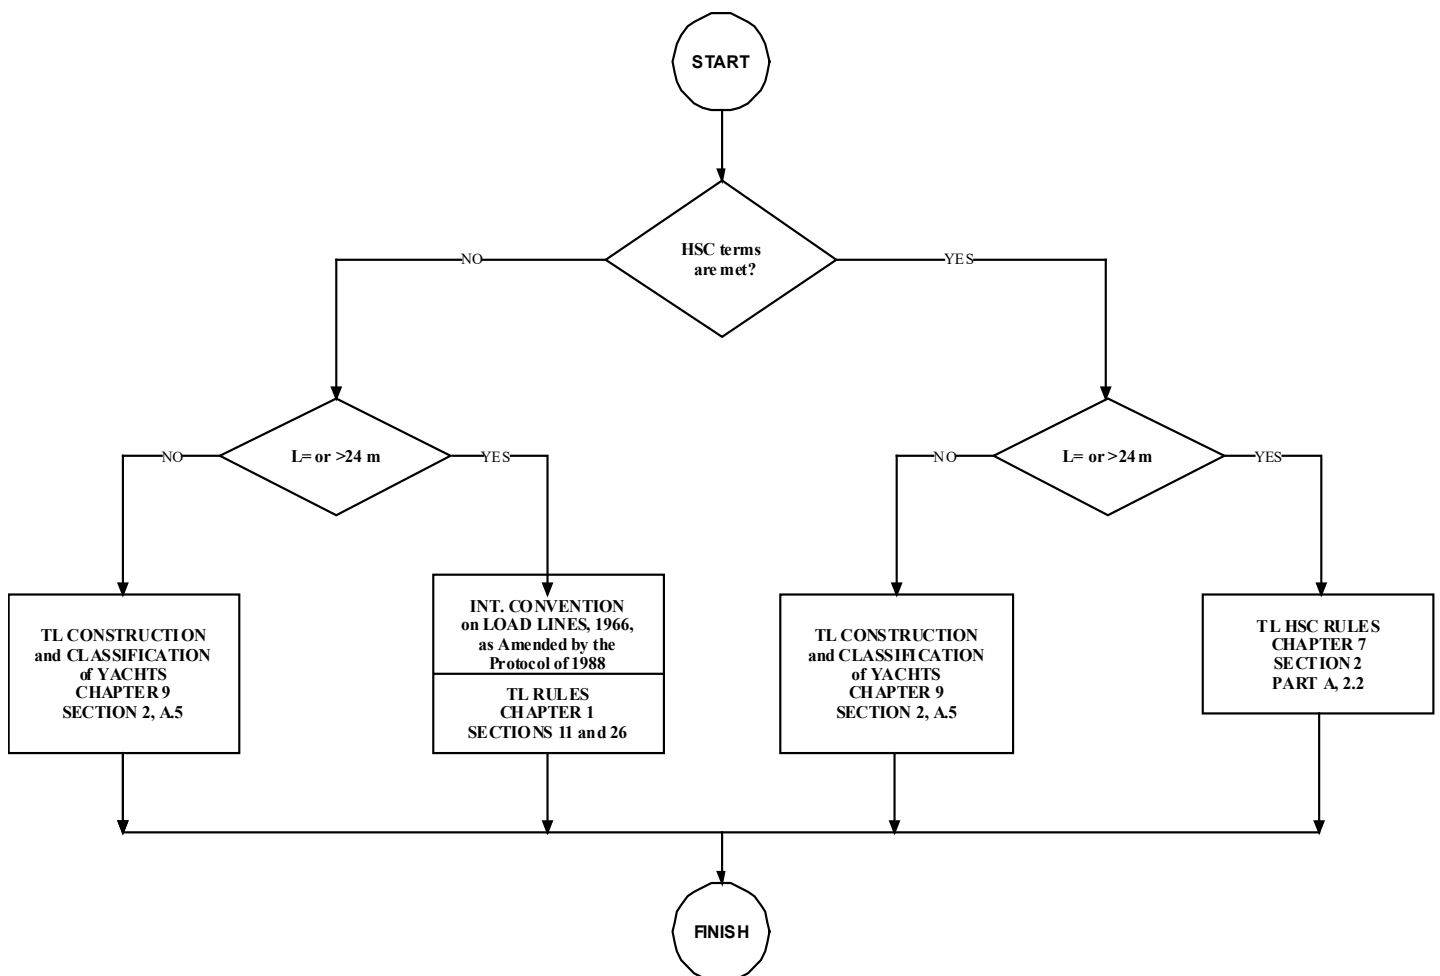 START
HSC terms
are met?
NO
YES
L= or >24 m
NO
YES
L= or >24 m
NO
YES
TL CONSTRUCTION
and CLASSIFICATION
of YACHTS
CHAPTER 9
SECTION 2, A.5
INT. CONVENTION
on LOAD LINES, 1966,
as Amended by the
Protocol of 1988
TL RULES
CHAPTER 1
SECTIONS 11 and 26
TL CONSTRUCTION
and CLASSIFICATION
of YACHTS
CHAPTER 9
SECTION 2, A.5
TL HSC RULES
CHAPTER 7
SECTION 2
PART A, 2.2
FINISH